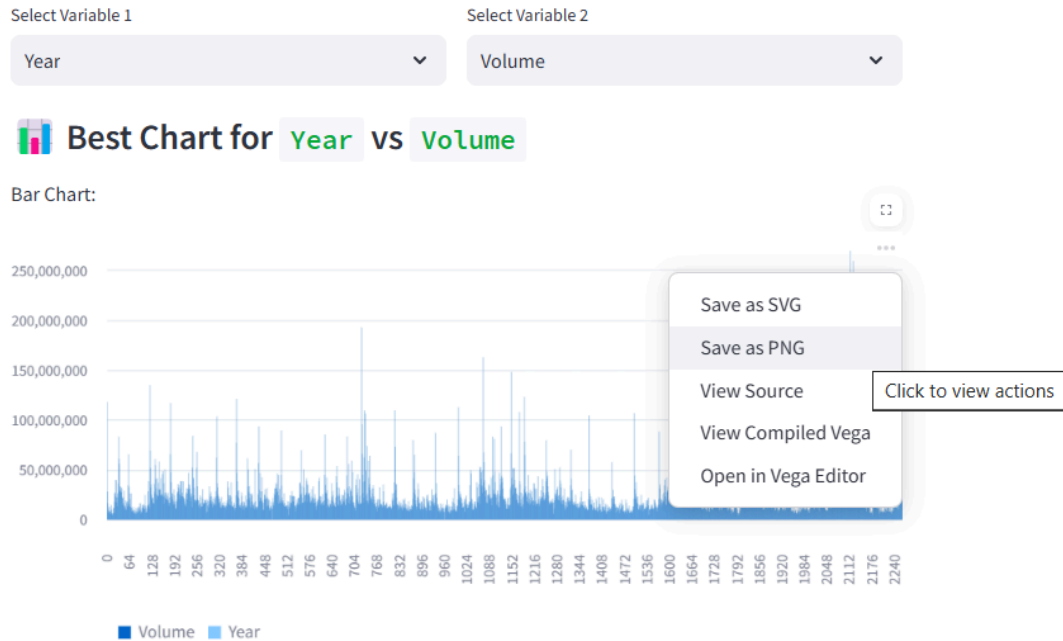 Select Variable 1
Select Variable 2
Year
Volume
Best Chart for Year vs Volume
Bar Chart:
250,000,000
200,000,000
150,000,000
100,000,000
50,000,000
0
Save as SVG
Save as PNG
View Source
View Compiled Vega
Open in Vega Editor
Click to view actions
0 64 128 192 256 320 384 448 512 576 640 704 768 832 896 960 1024 1088 1152 1216 1280 1344 1408 1472 1536 1600 1664 1728 1792 1856 1920 1984 2048 2112 2176 2240
Volume Year